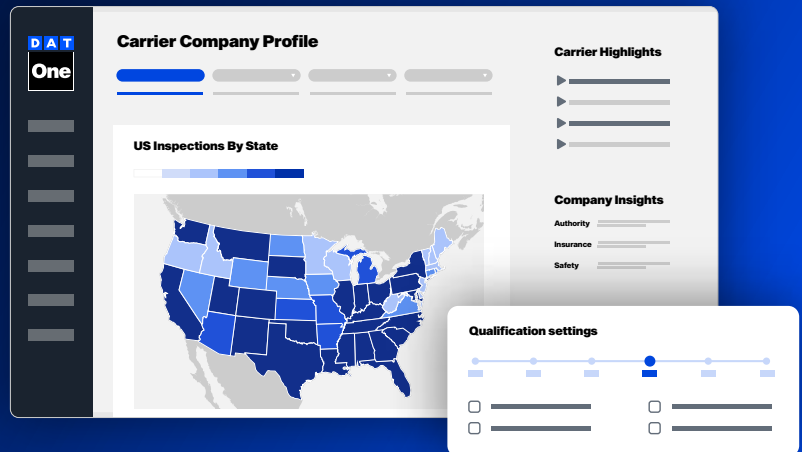 DAT
One
Carrier Company Profile
US Inspections By State
Carrier Highlights
Company Insights
Authority
Insurance
Safety
Qualification settings